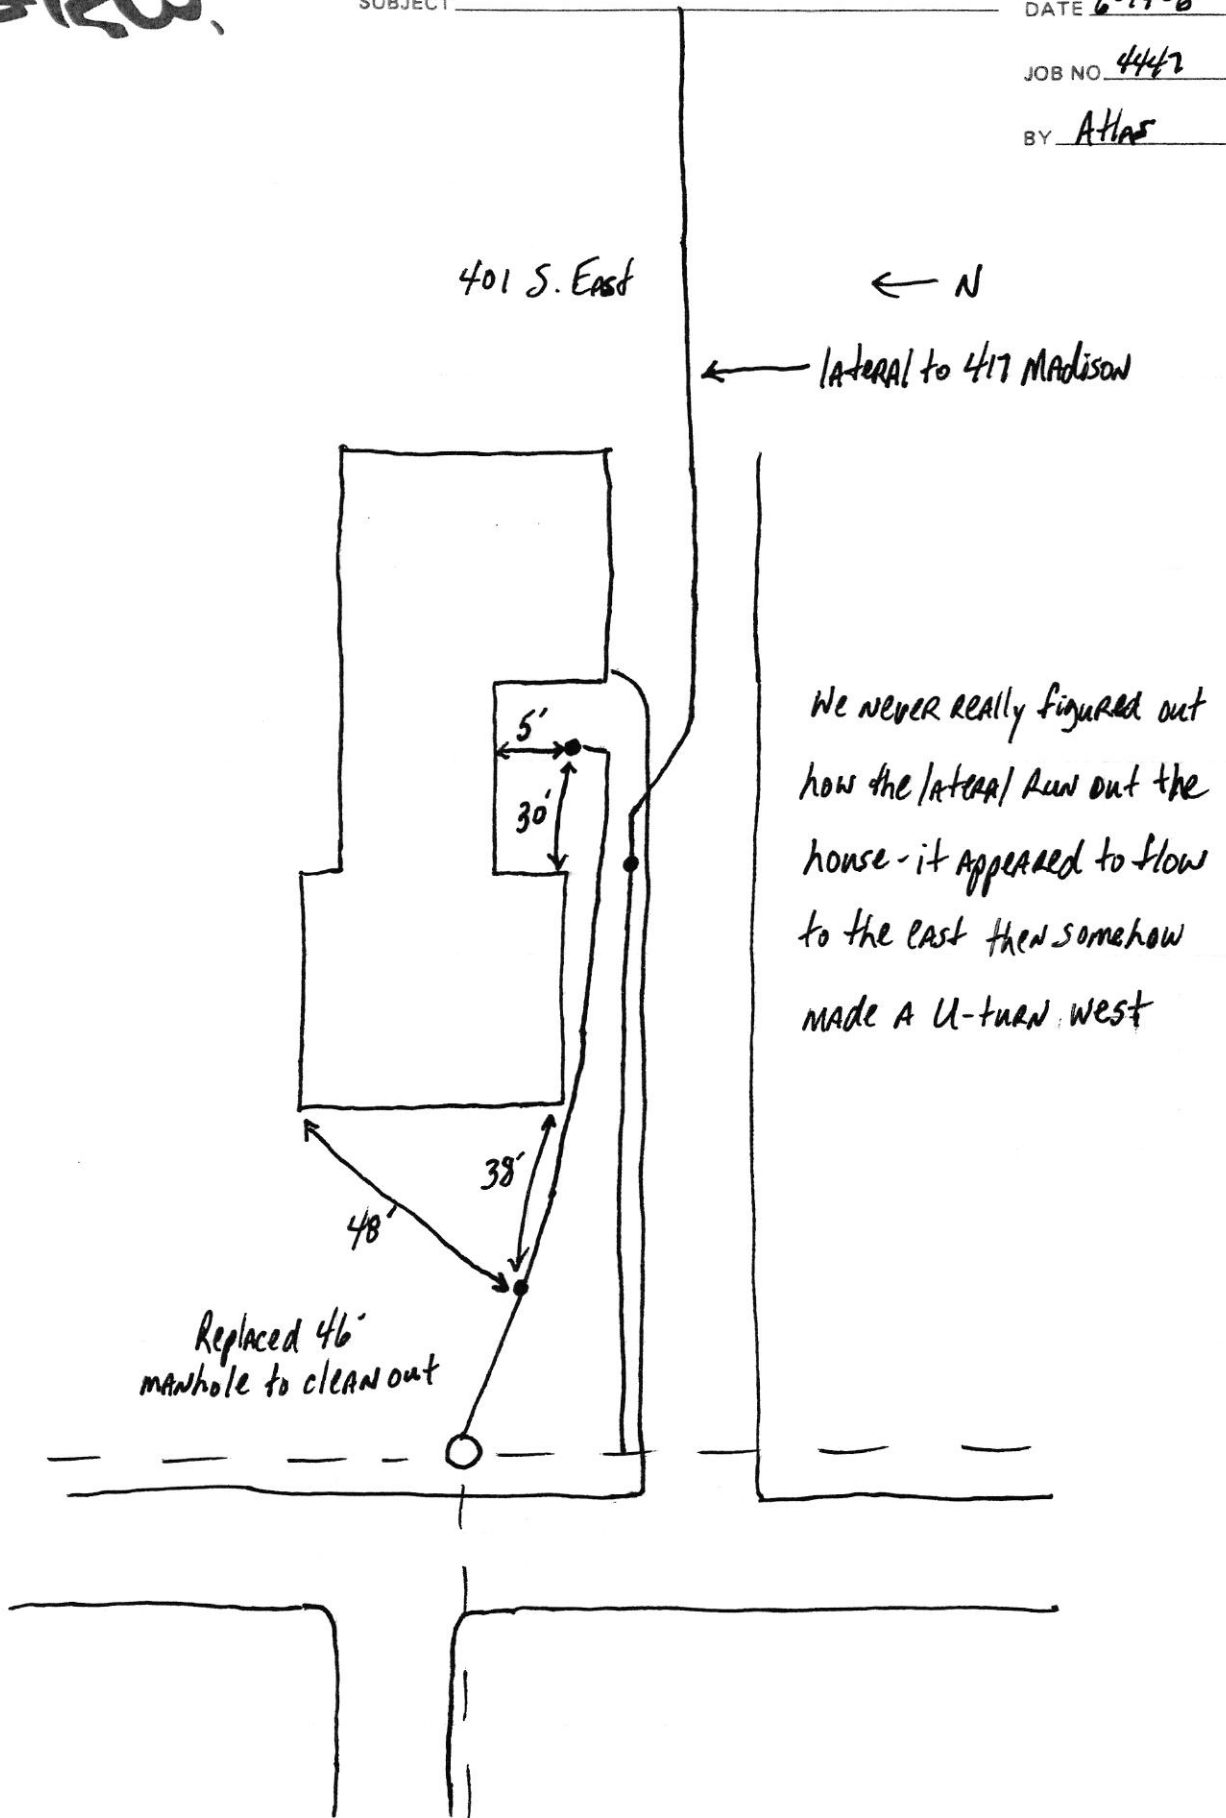 SUBJECT
DATE
JOB NO. 4447
BY Atlas
401 S. East
← N
← lateral to 417 Madison
We never really figured out
how the lateral run out the
house - it appeared to flow
to the east then somehow
made a U-turn west
5'
30'
38'
48'
Replaced 46'
manhole to clean out